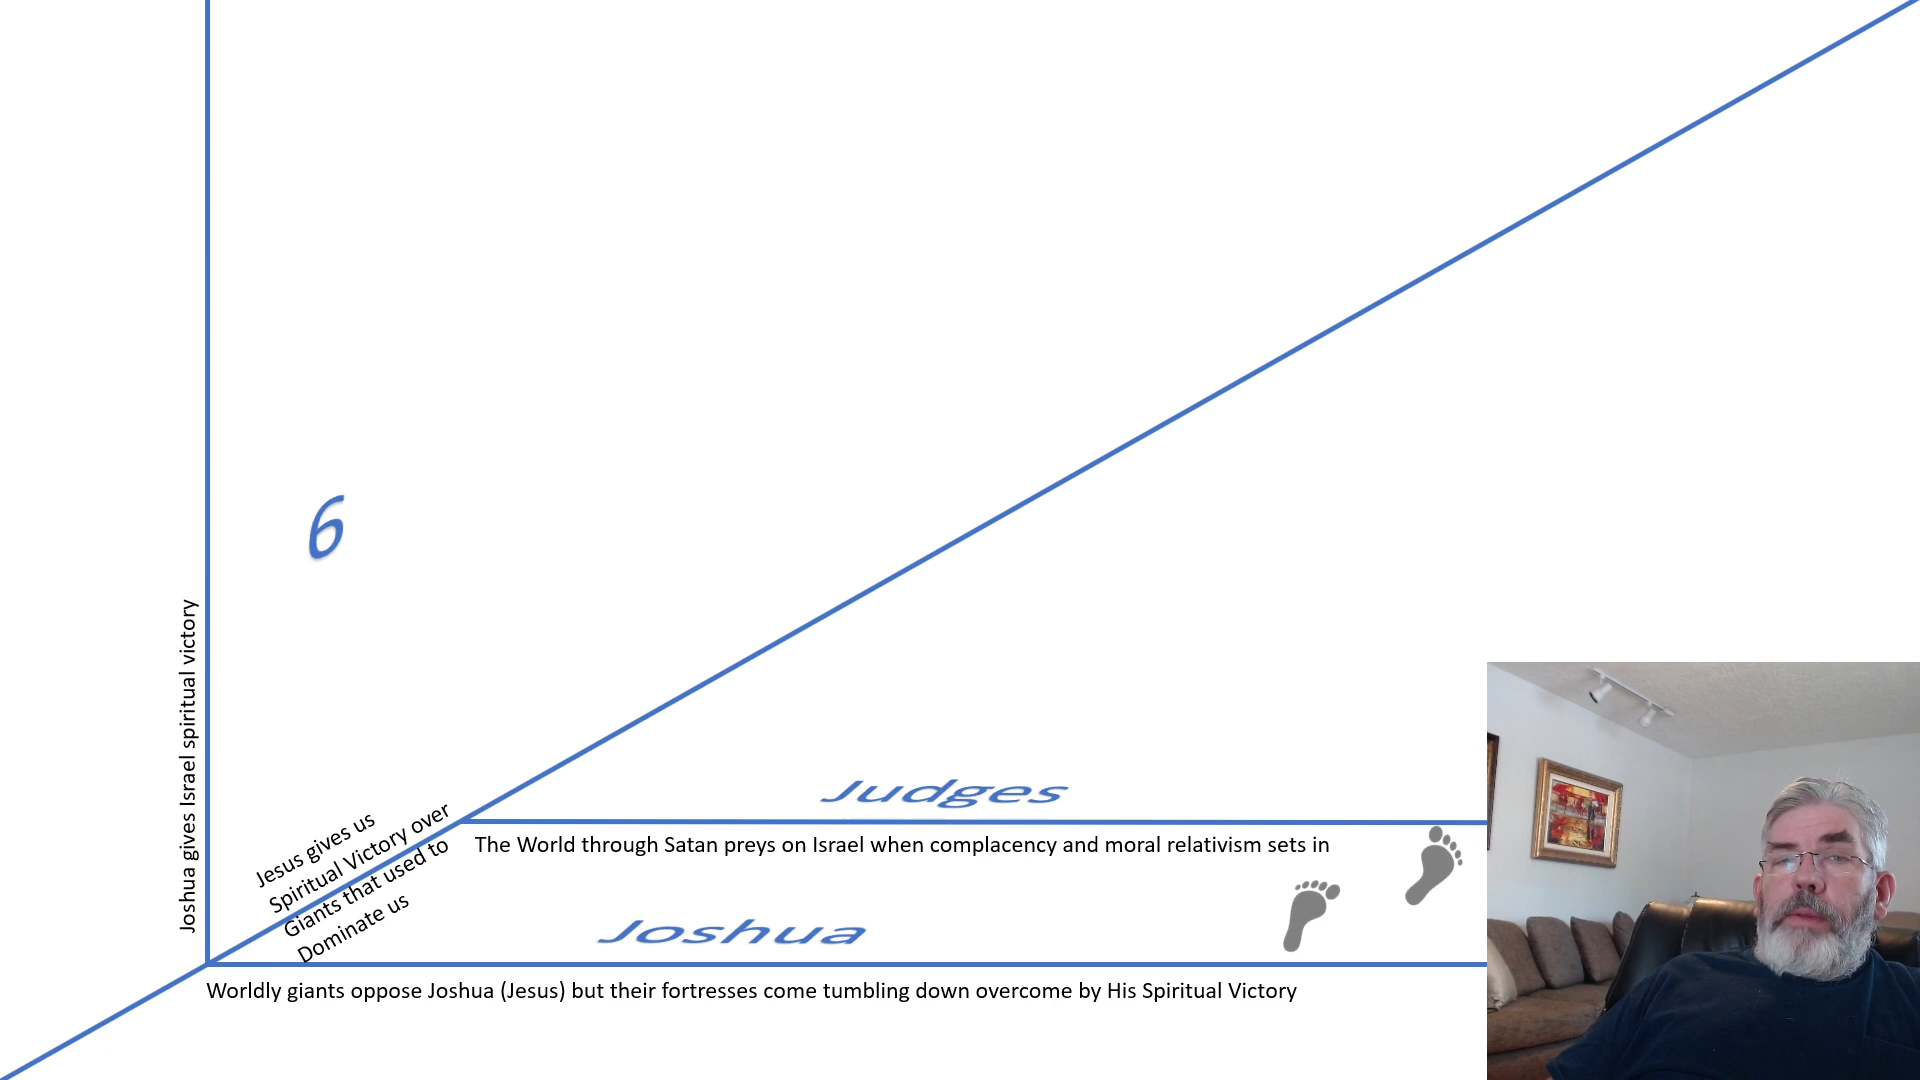 6
Joshua gives Israel spiritual victory
Jesus gives us
Spiritual Victory over
Giants that used to
Dominate us
Judges
The World through Satan preys on Israel when complacency and moral relativism sets in
Joshua
Worldly giants oppose Joshua (Jesus) but their fortresses come tumbling down overcome by His Spiritual Victory